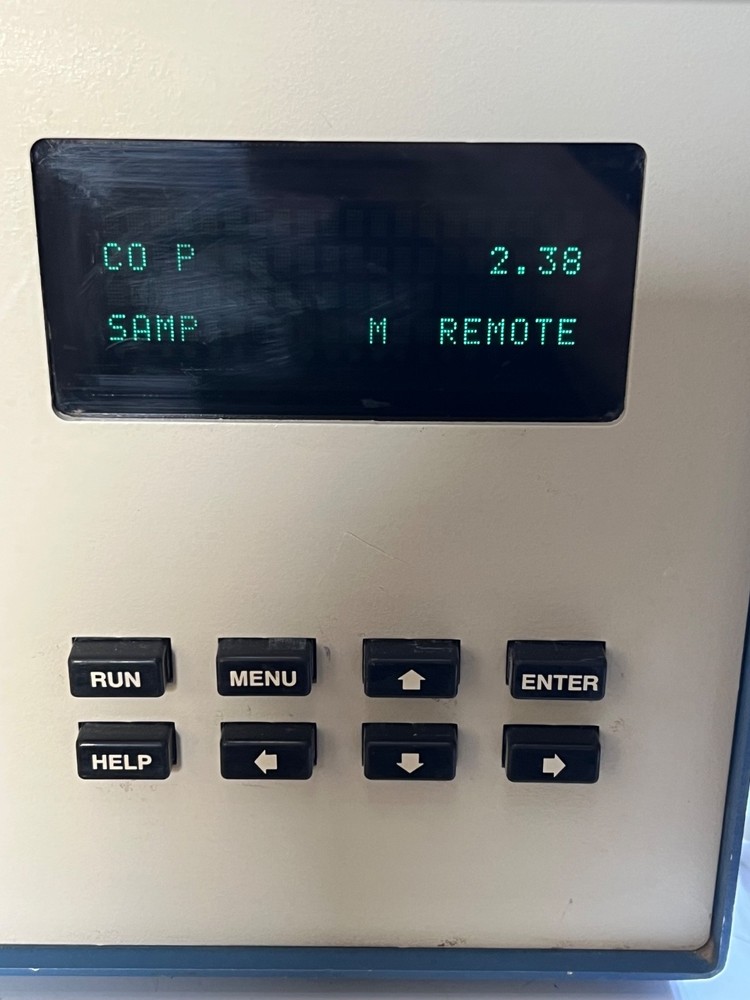 CO P 2.38
SAMP M REMOTE
RUN MENU ENTER
HELP